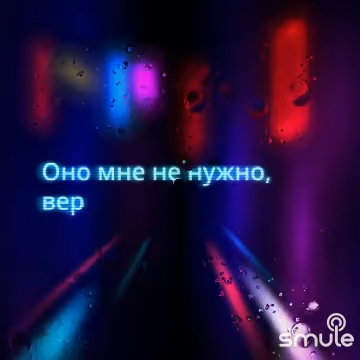 Оно мне не нужно,
вер
smule